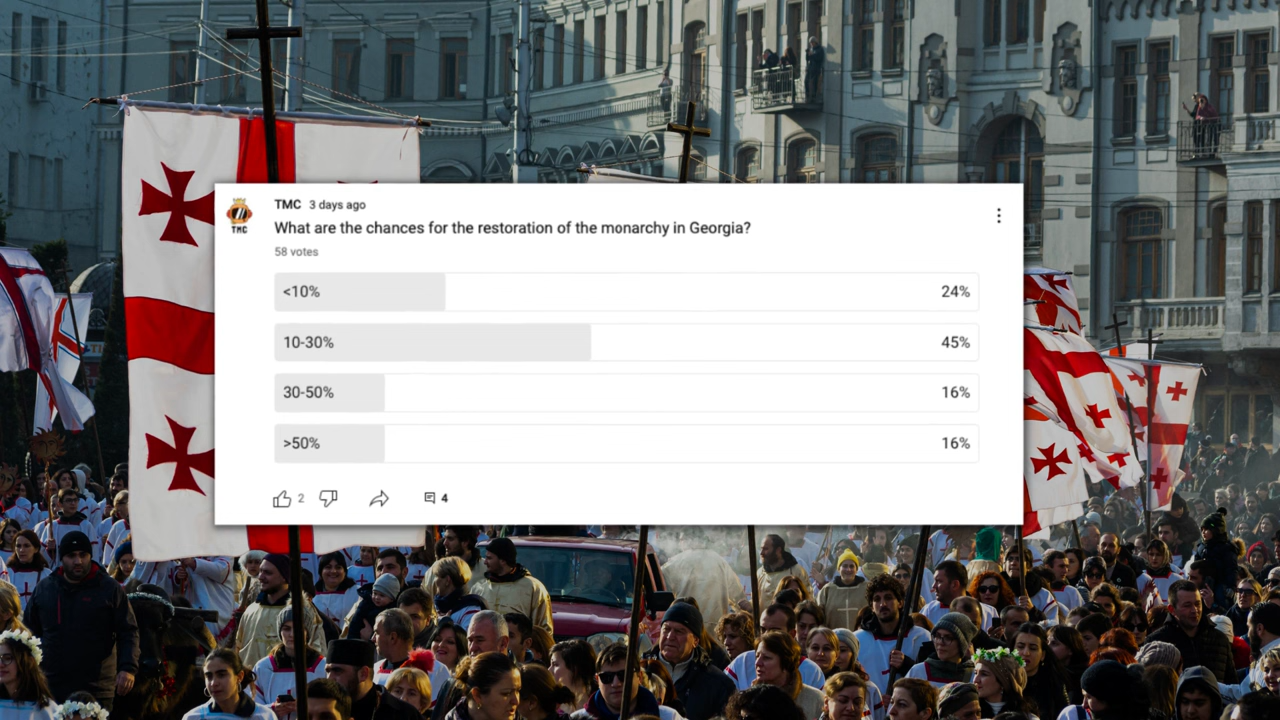 TMC 3 days ago
What are the chances for the restoration of the monarchy in Georgia?
58 votes
<10% 24%
10-30% 45%
30-50% 16%
>50% 16%
2 4
TMC